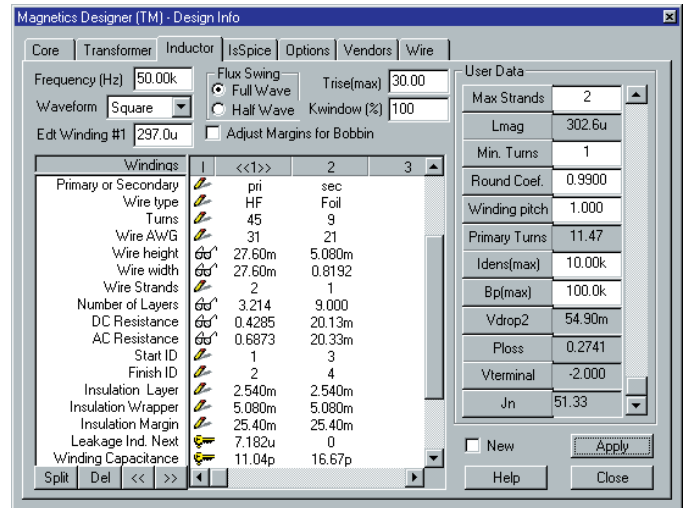 Magnetics Designer (TM) - Design Info
Core Transformer Inductor IsSpice Options Vendors Wire
Frequency (Hz) 50.00k
Waveform Square
Edt Winding #1 297.0u
Flux Swing
Full Wave
Half Wave
Trise(max) 30.00
Kwindow (%) 100
Adjust Margins for Bobbin
Windings I <<1>> 2 3
Primary or Secondary pri sec
Wire type HF Foil
Turns 45 9
Wire AWG 31 21
Wire height 27.60m 5.080m
Wire width 27.60m 0.8192
Wire Strands 2 1
Number of Layers 3.214 9.000
DC Resistance 0.4285 20.13m
AC Resistance 0.6873 20.33m
Start ID 1 3
Finish ID 2 4
Insulation Layer 2.540m 2.540m
Insulation Wrapper 5.080m 5.080m
Insulation Margin 25.40m 25.40m
Leakage Ind. Next 7.182u 0
Winding Capacitance 11.04p 16.67p
Split Del << >>
User Data
Max Strands 2
Lmag 302.6u
Min. Turns 1
Round Coef. 0.9900
Winding pitch 1.000
Primary Turns 11.47
Idens(max) 10.00k
Bp(max) 100.0k
Vdrop2 54.90m
Ploss 0.2741
Vterminal -2.000
Jn 51.33
New Apply
Help Close